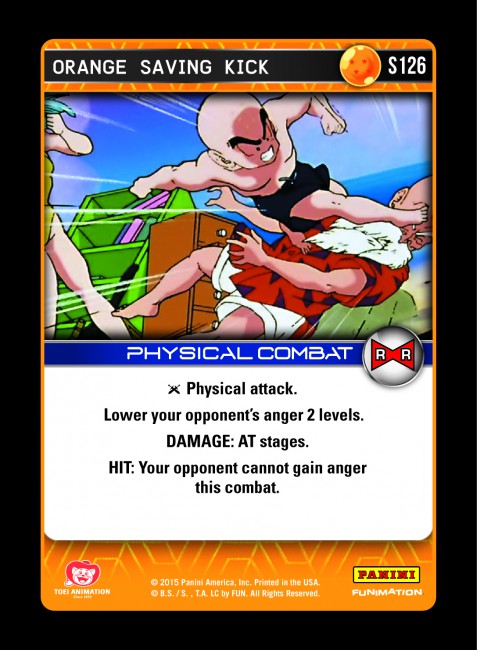 ORANGE SAVING KICK
S126
PHYSICAL COMBAT
R R
Physical attack.
Lower your opponent's anger 2 levels.
DAMAGE: AT stages.
HIT: Your opponent cannot gain anger
this combat.
TOEI ANIMATION
© 2015 Panini America, Inc. Printed in the USA.
© B.S. / S. , T.A. LC by FUN. All Rights Reserved.
PANINI
FUNIMATION